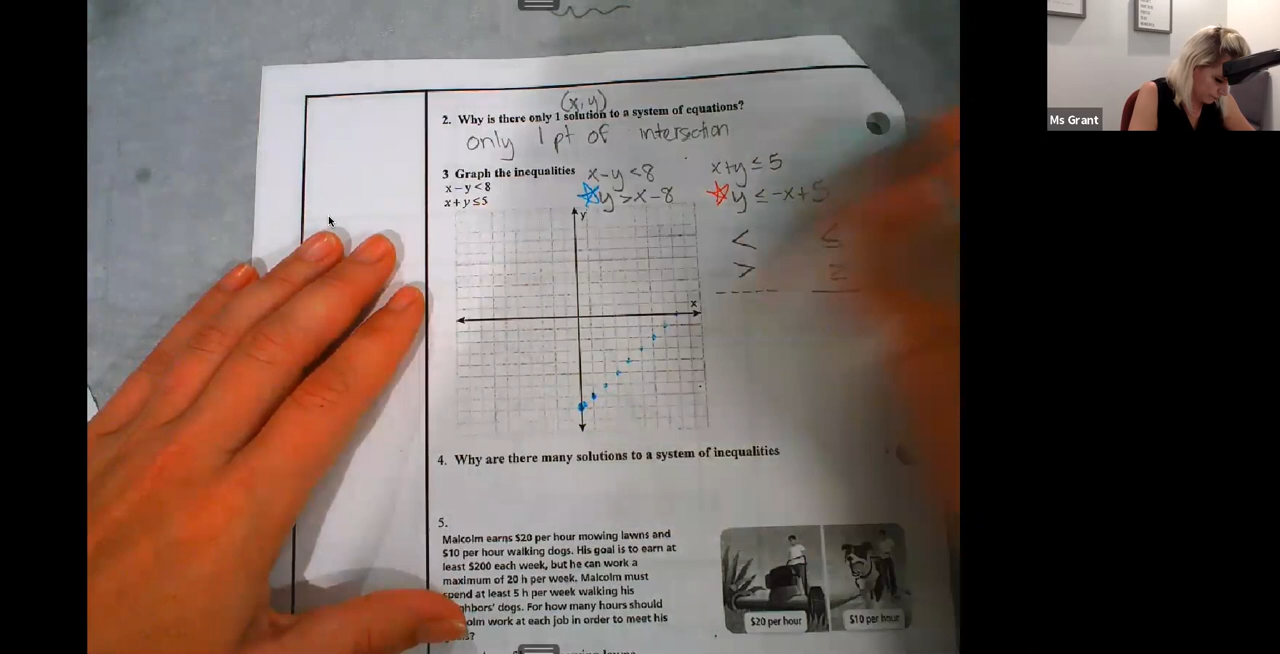 Ms Grant
(x,y)
2. Why is there only 1 solution to a system of equations?
only 1 pt of intersection
3 Graph the inequalities
x - y < 8
x + y ≤ 5
x-y <8
y >x-8
x+y ≤ 5
y ≤ -x+5
< ≤
> ≥
y
x
4. Why are there many solutions to a system of inequalities
5.
Malcolm earns $20 per hour mowing lawns and
$10 per hour walking dogs. His goal is to earn at
least $200 each week, but he can work a
maximum of 20 h per week. Malcolm must
spend at least 5 h per week walking his
dogs. For how many hours should
work at each job in order to meet his
$20 per hour
$10 per hour